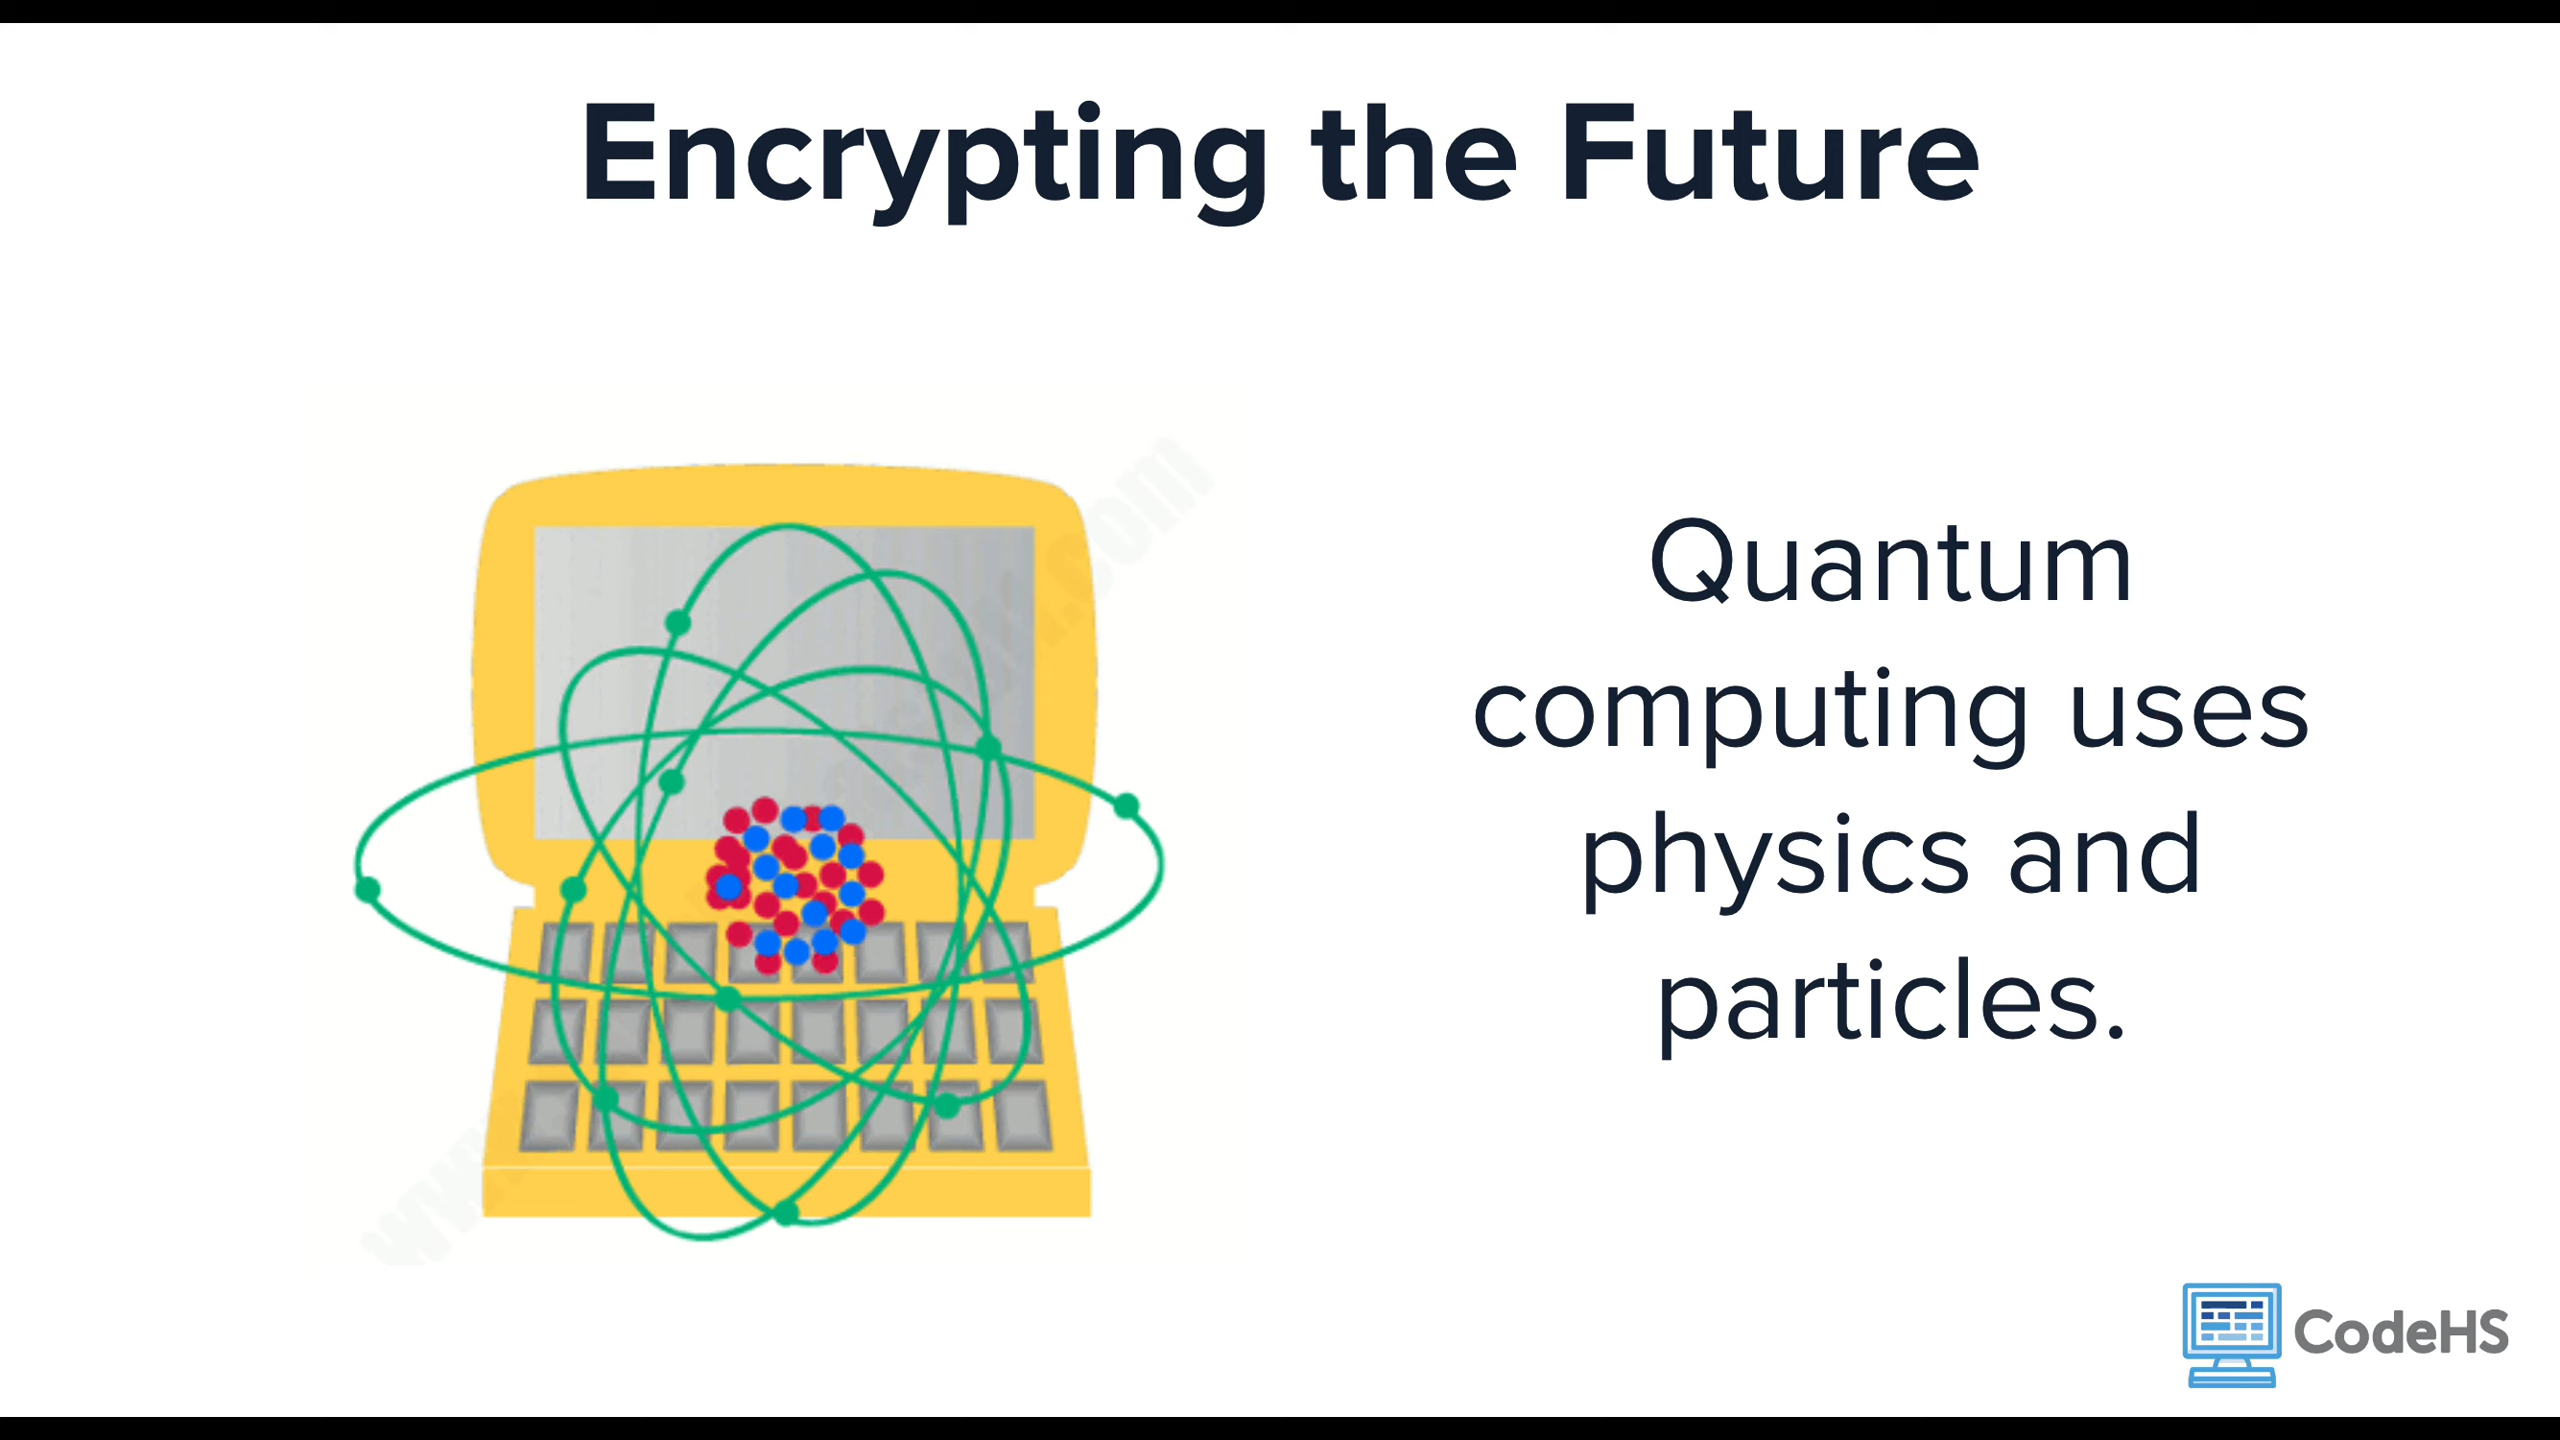 Encrypting the Future
Quantum
computing uses
physics and
particles.
CodeHS